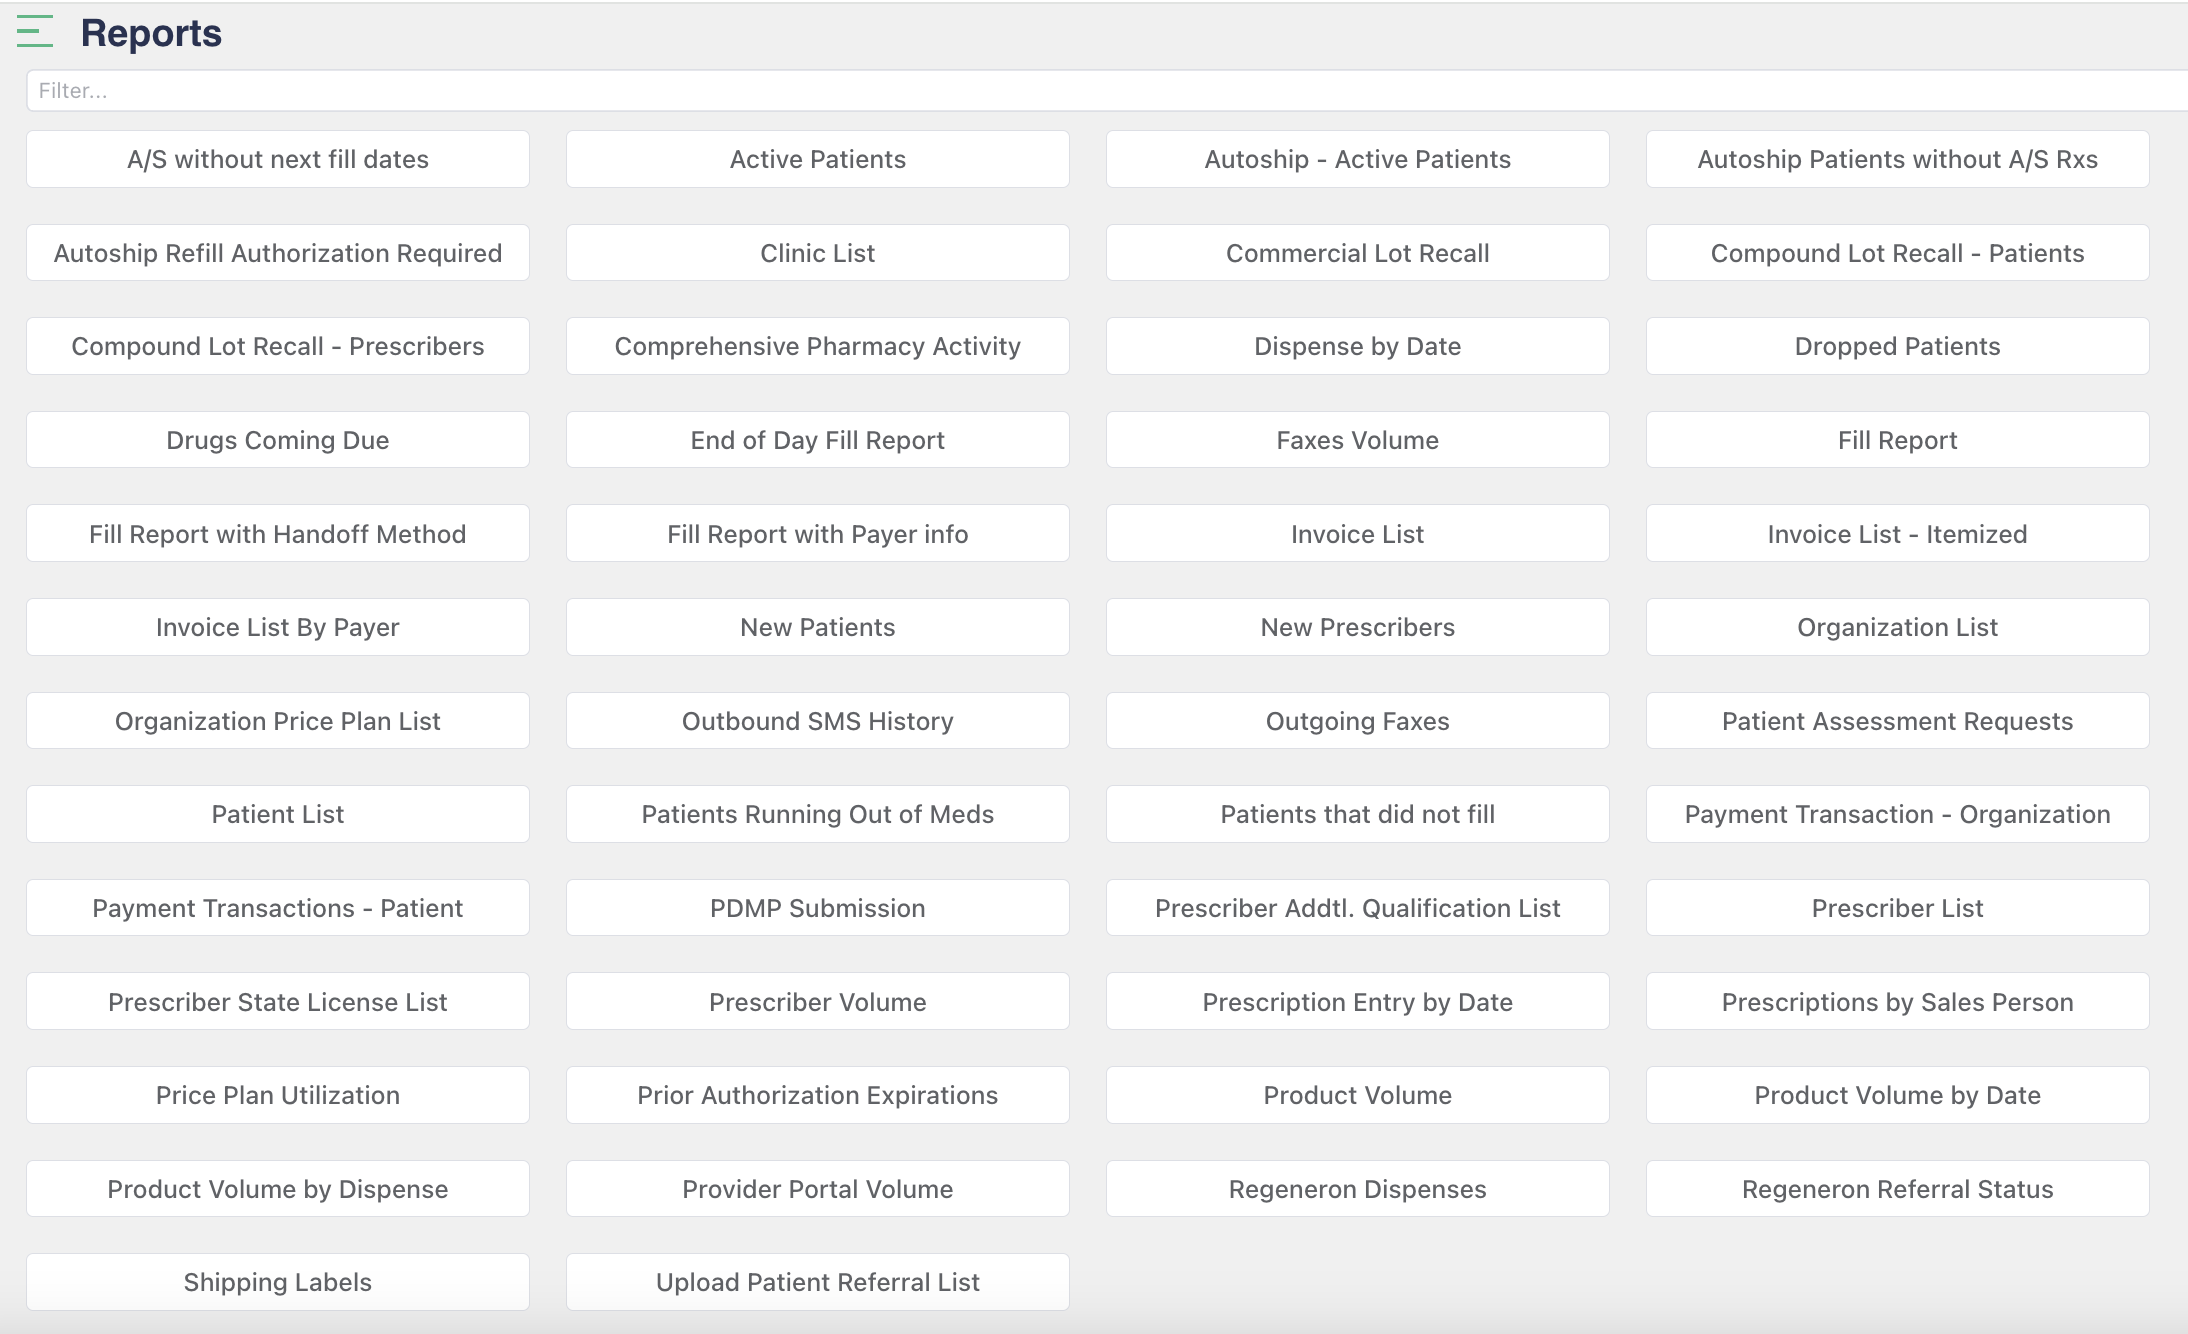 Reports
Filter...
A/S without next fill dates
Active Patients
Autoship - Active Patients
Autoship Patients without A/S Rxs
Autoship Refill Authorization Required
Clinic List
Commercial Lot Recall
Compound Lot Recall - Patients
Compound Lot Recall - Prescribers
Comprehensive Pharmacy Activity
Dispense by Date
Dropped Patients
Drugs Coming Due
End of Day Fill Report
Faxes Volume
Fill Report
Fill Report with Handoff Method
Fill Report with Payer info
Invoice List
Invoice List - Itemized
Invoice List By Payer
New Patients
New Prescribers
Organization List
Organization Price Plan List
Outbound SMS History
Outgoing Faxes
Patient Assessment Requests
Patient List
Patients Running Out of Meds
Patients that did not fill
Payment Transaction - Organization
Payment Transactions - Patient
PDMP Submission
Prescriber Addtl. Qualification List
Prescriber List
Prescriber State License List
Prescriber Volume
Prescription Entry by Date
Prescriptions by Sales Person
Price Plan Utilization
Prior Authorization Expirations
Product Volume
Product Volume by Date
Product Volume by Dispense
Provider Portal Volume
Regeneron Dispenses
Regeneron Referral Status
Shipping Labels
Upload Patient Referral List